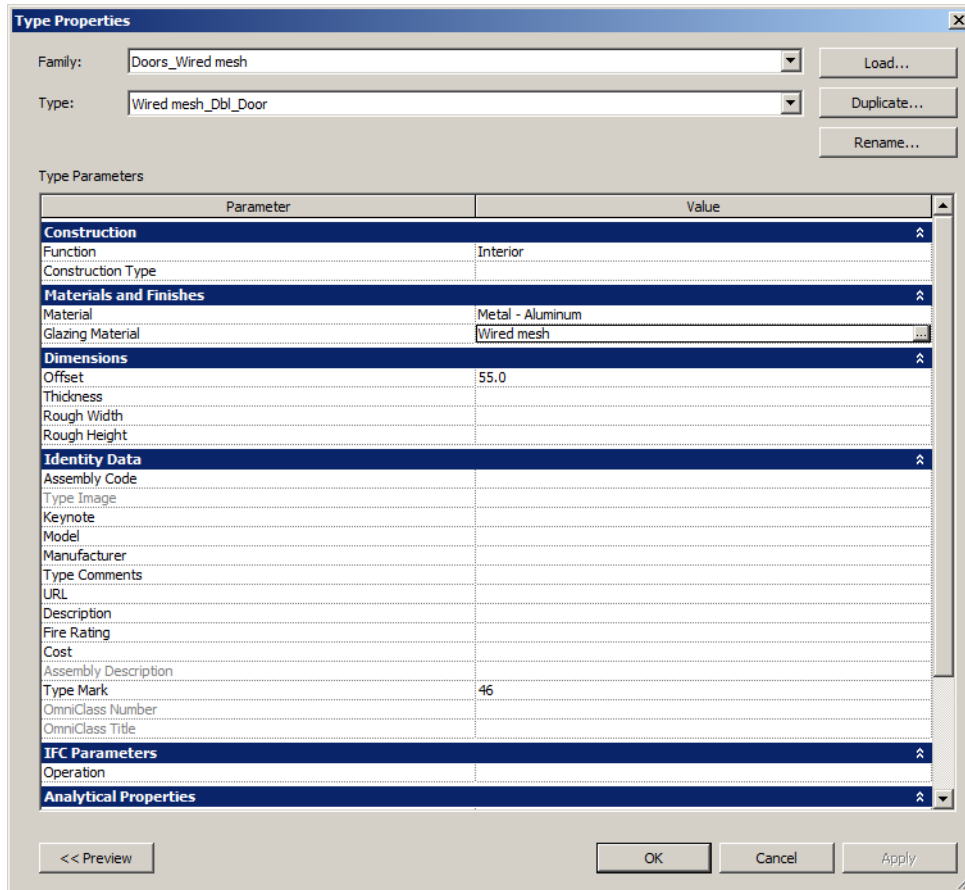 Type Properties
Family: Doors_Wired mesh Load...
Type: Wired mesh_Dbl_Door Duplicate...
Rename...
Type Parameters
Parameter Value
Construction
Function Interior
Construction Type
Materials and Finishes
Material Metal - Aluminum
Glazing Material Wired mesh ...
Dimensions
Offset 55.0
Thickness
Rough Width
Rough Height
Identity Data
Assembly Code
Type Image
Keynote
Model
Manufacturer
Type Comments
URL
Description
Fire Rating
Cost
Assembly Description
Type Mark 46
OmniClass Number
OmniClass Title
IFC Parameters
Operation
Analytical Properties
<< Preview OK Cancel Apply